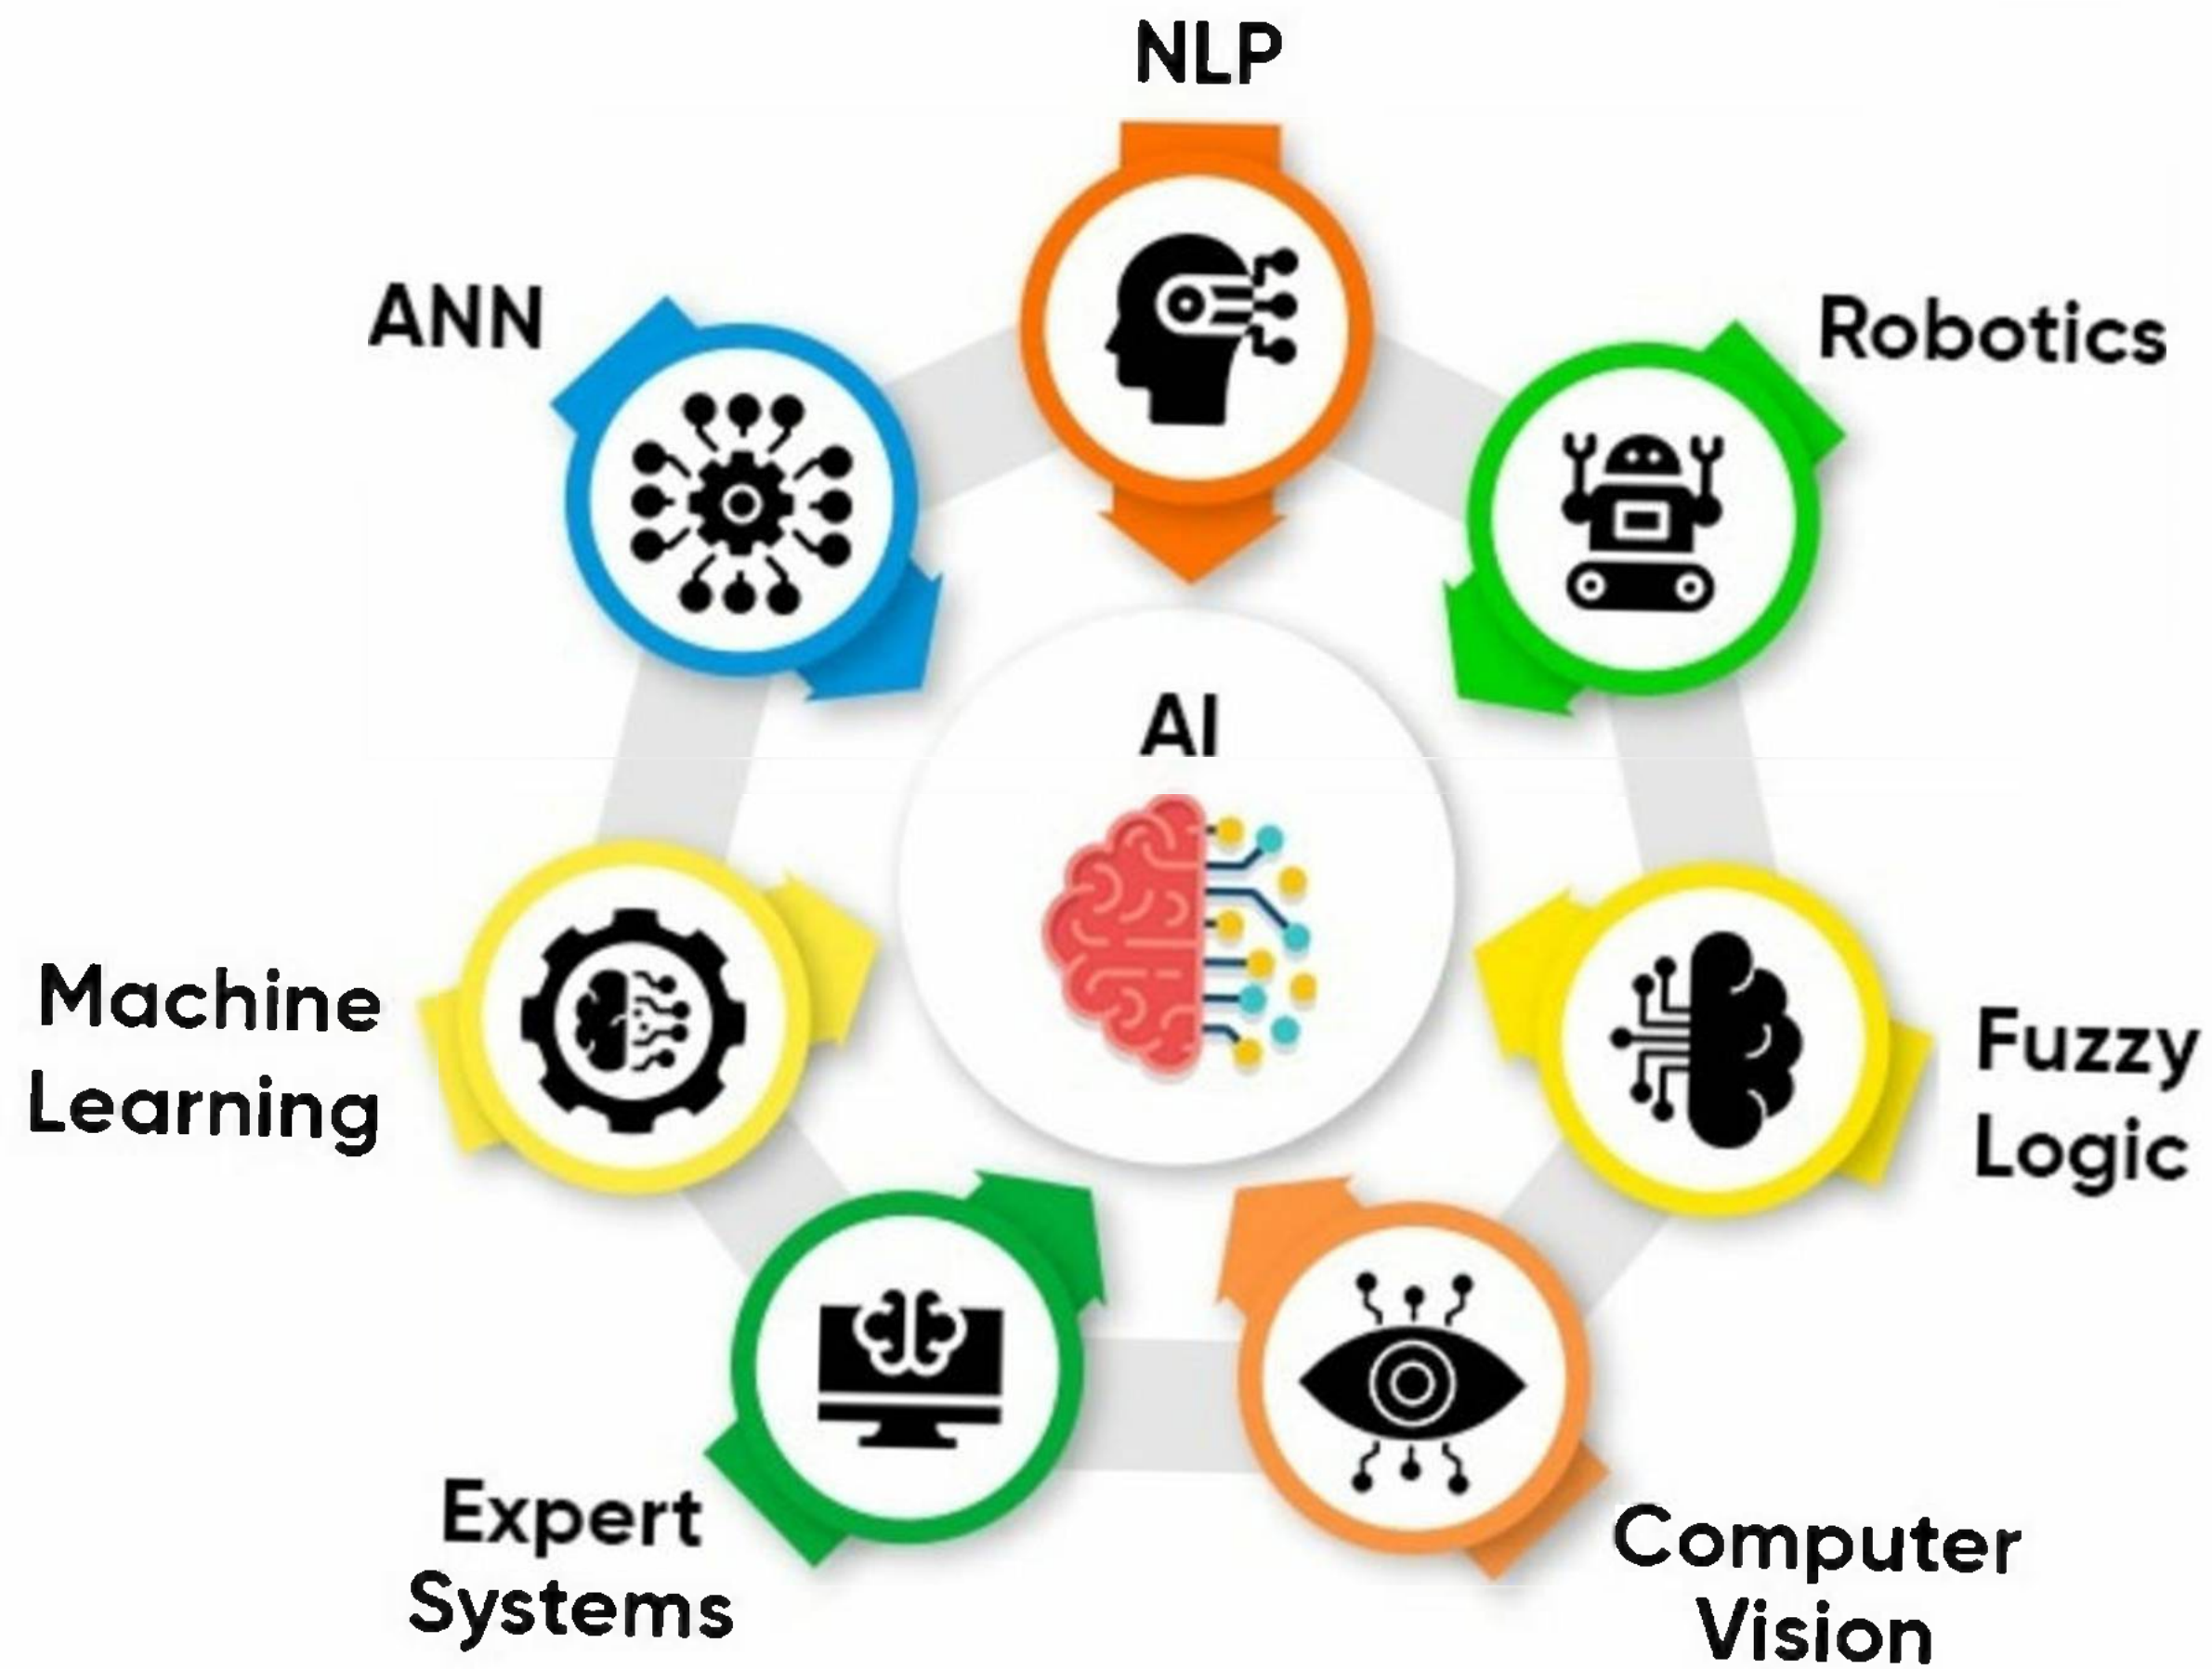 NLP
ANN
Robotics
AI
Machine
Learning
Fuzzy
Logic
Expert
Systems
Computer
Vision